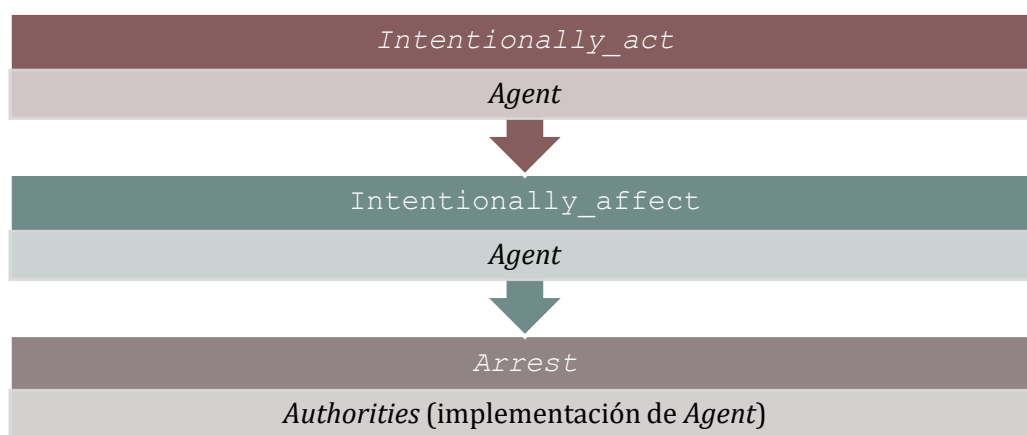 Intentionally_act
Agent
Intentionally_affect
Agent
Arrest
Authorities (implementación de Agent)